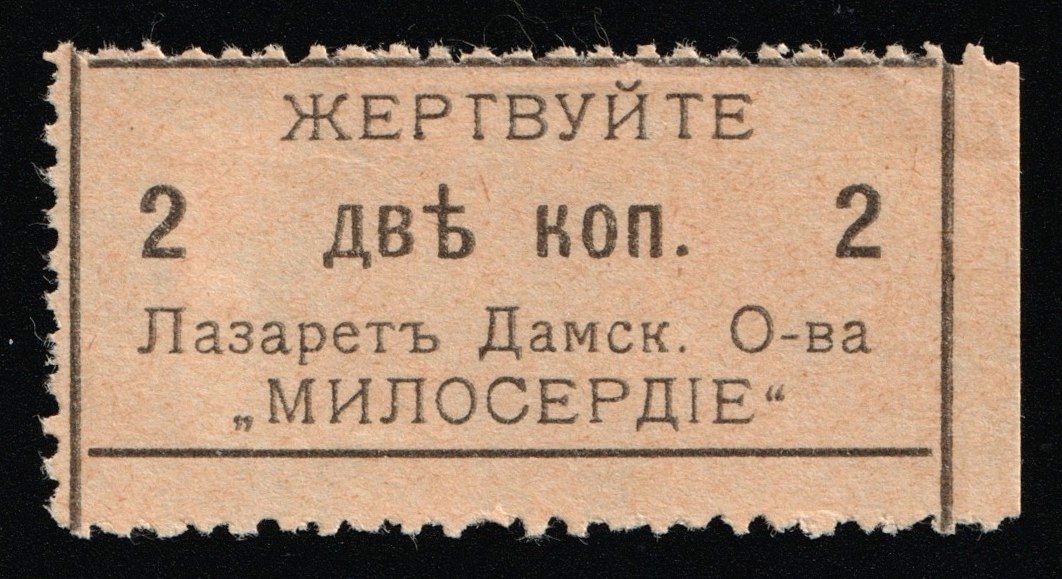 ЖЕРТВУЙТЕ
2 ДВѢ КОП. 2
Лазаретъ Дамск. О-ва
„МИЛОСЕРДІЕ“